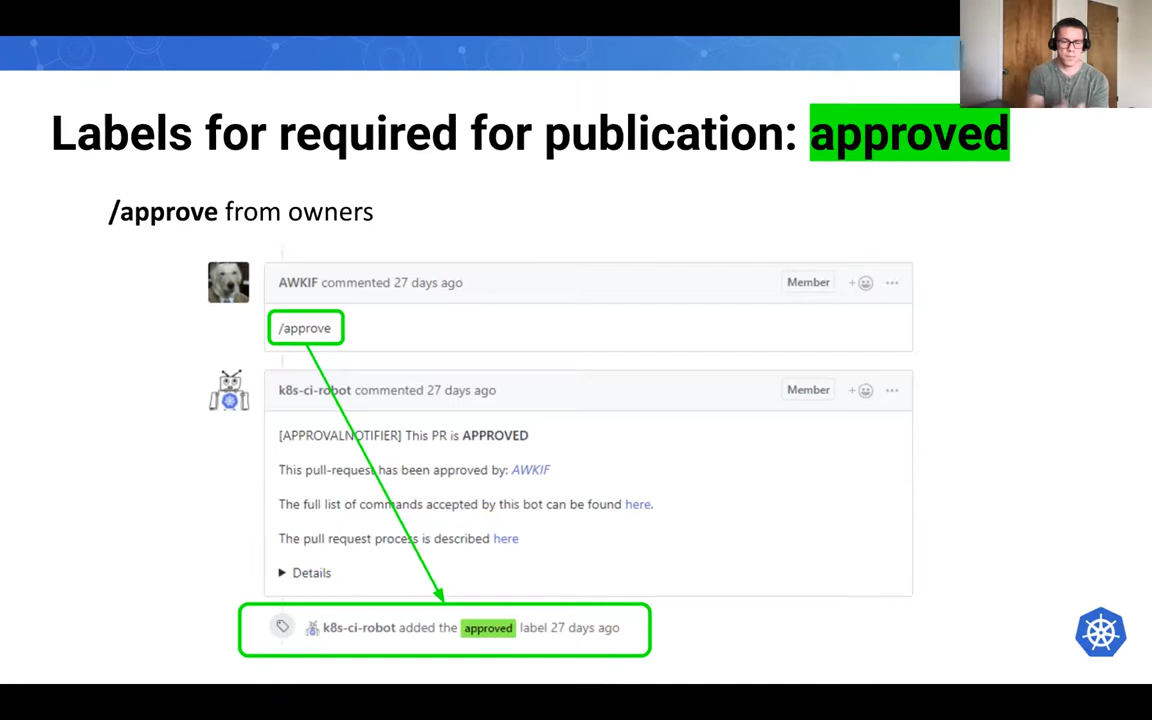 Labels for required for publication: approved
/approve from owners
AWKIF commented 27 days ago
Member
/approve
k8s-ci-robot commented 27 days ago
Member
[APPROVALNOTIFIER] This PR is APPROVED
This pull-request has been approved by: AWKIF
The full list of commands accepted by this bot can be found here.
The pull request process is described here
Details
k8s-ci-robot added the approved label 27 days ago